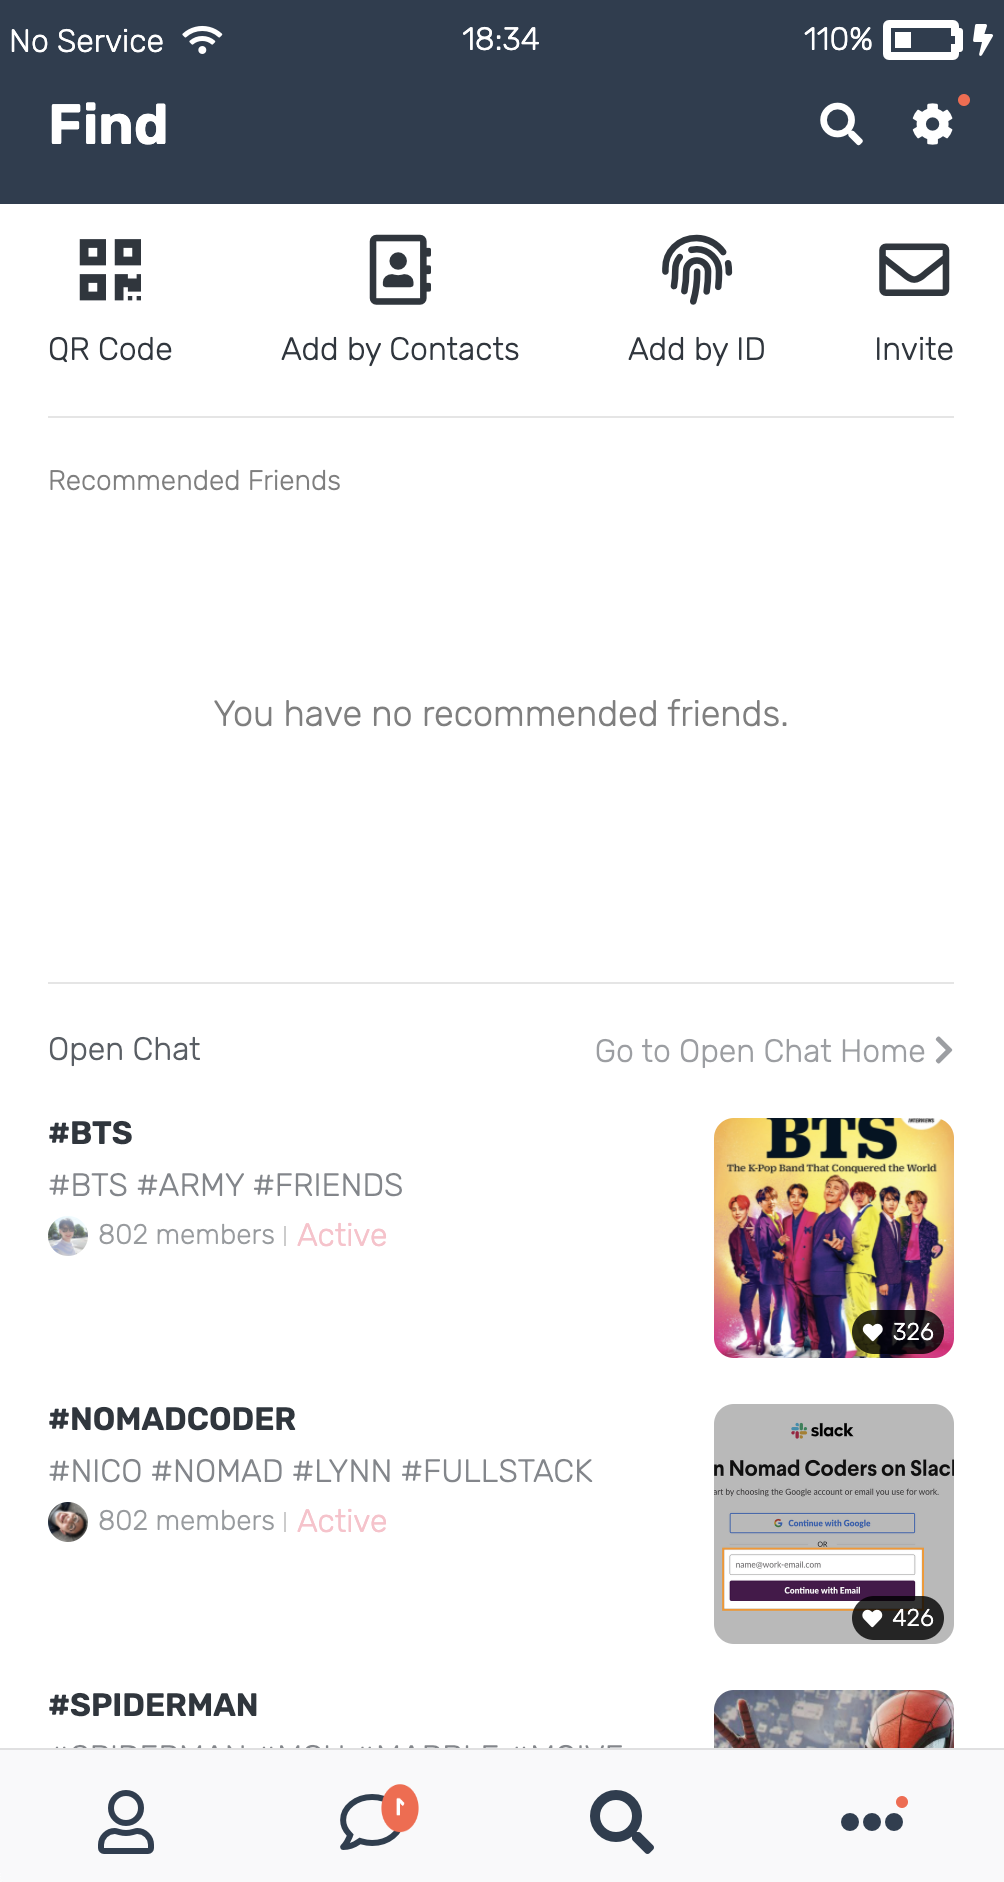 No Service 18:34 110%
Find
QR Code Add by Contacts Add by ID Invite
Recommended Friends
You have no recommended friends.
Open Chat Go to Open Chat Home
#BTS
#BTS #ARMY #FRIENDS
802 members | Active
INTERVIEWS
BTS
The K-Pop Band That Conquered the World
326
#NOMADCODER
#NICO #NOMAD #LYNN #FULLSTACK
802 members | Active
slack
n Nomad Coders on Slac
art by choosing the Google account or email you use for work.
Continue with Google
OR
name@work-email.com
Continue with Email
426
#SPIDERMAN
1